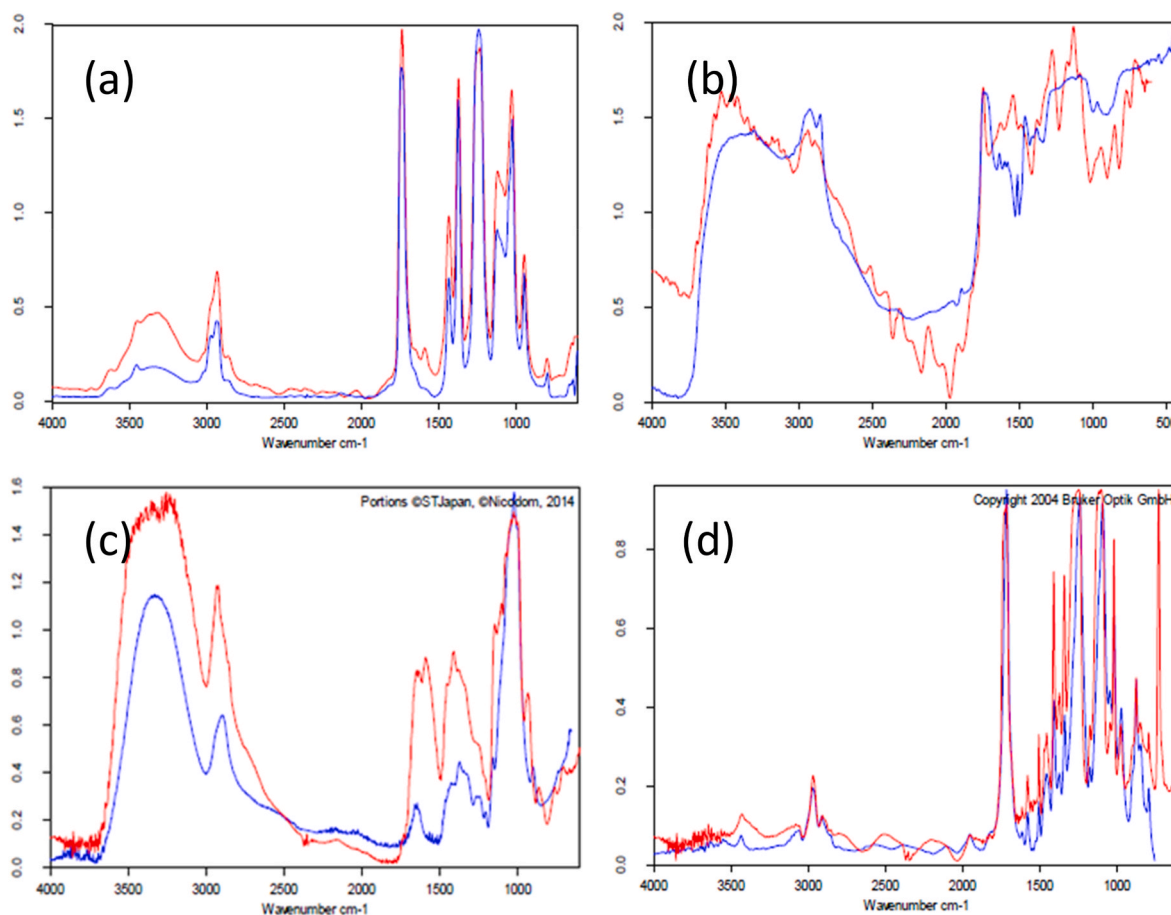 (a)
2.0
1.5
1.0
0.5
0.0
4000 3500 3000 2500 2000 1500 1000
Wavenumber cm-1
(b)
2.0
1.5
1.0
0.5
0.0
4000 3500 3000 2500 2000 1500 1000 500
Wavenumber cm-1
(c)
Portions ©STJapan, ©Nicodom, 2014
1.6
1.4
1.2
1.0
0.8
0.6
0.4
0.2
0.0
4000 3500 3000 2500 2000 1500 1000
Wavenumber cm-1
(d)
Copyright 2004 Bruker Optik GmbH
0.8
0.6
0.4
0.2
0.0
4000 3500 3000 2500 2000 1500 1000
Wavenumber cm-1